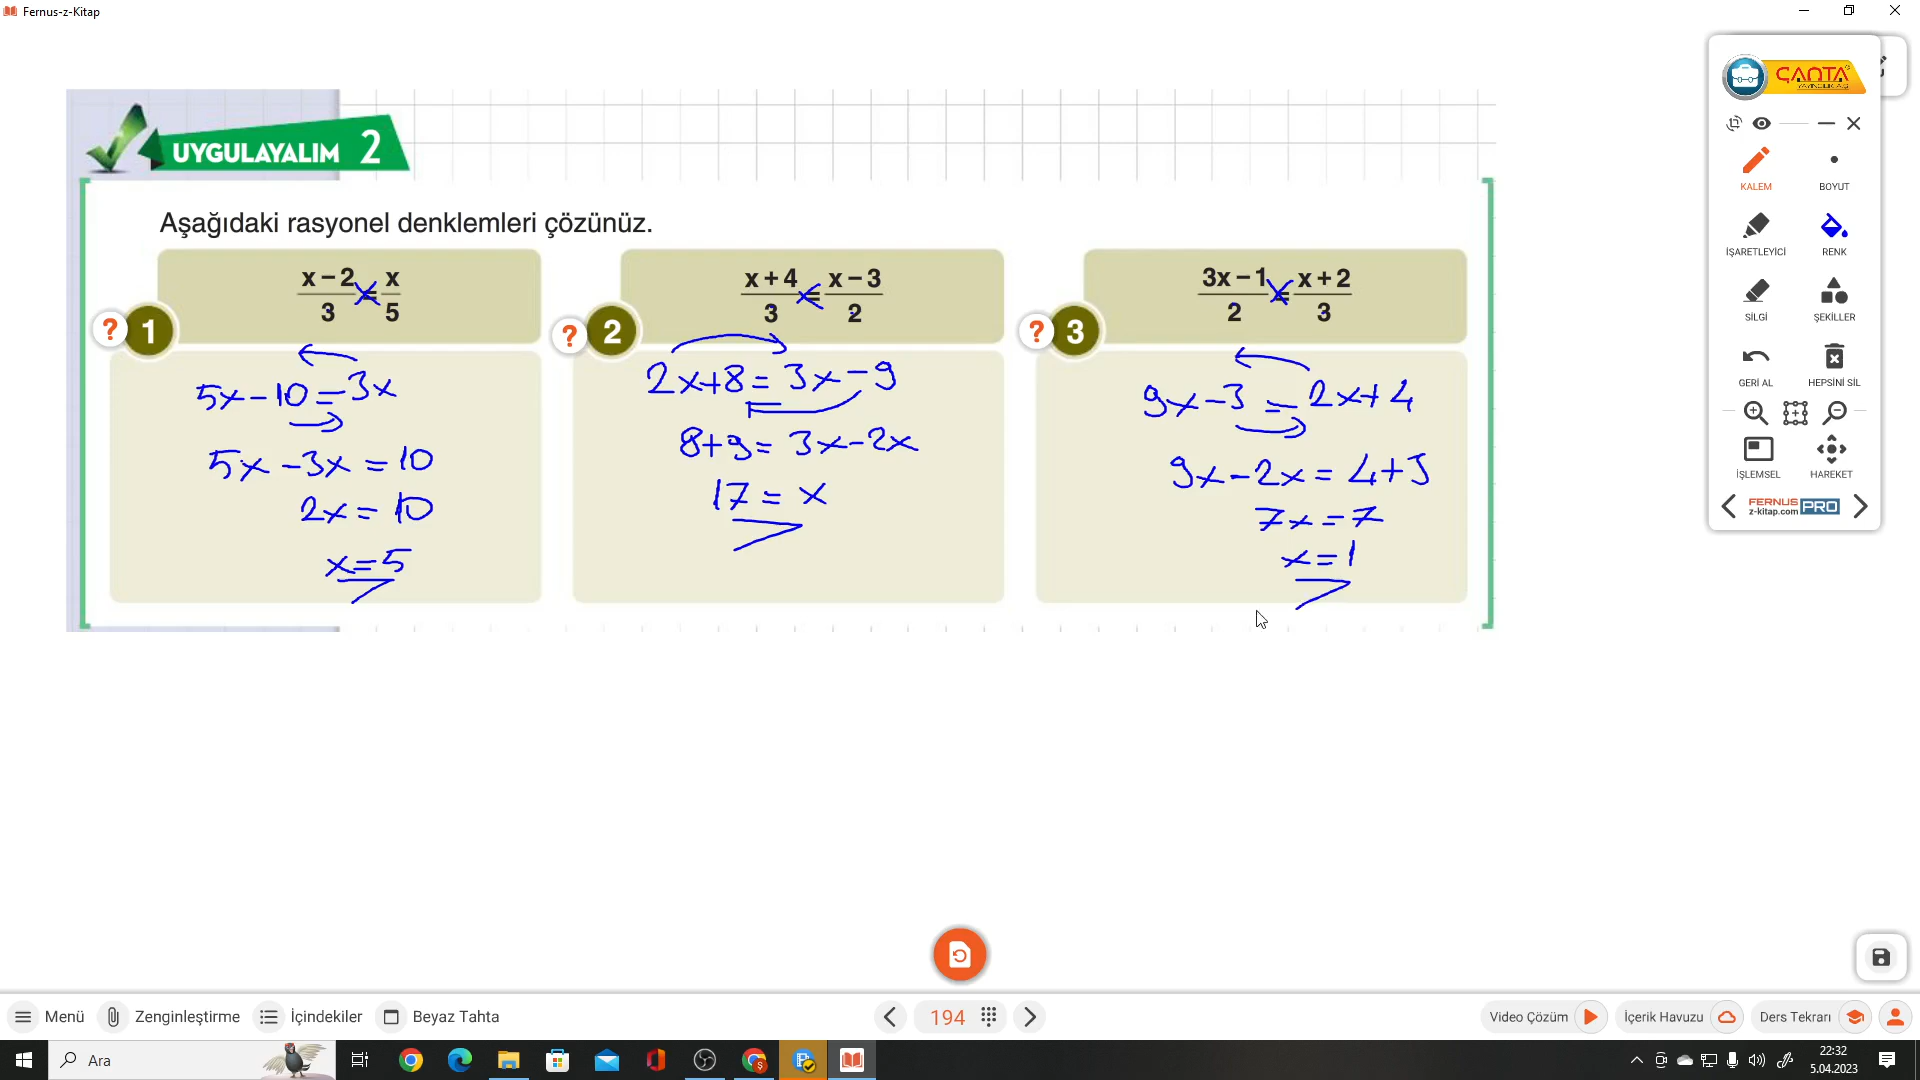 Fernus-z-Kitap
ÇANTA
YAYINCILIK A.Ş.
UYGULAYALIM 2
Aşağıdaki rasyonel denklemleri çözünüz.
? 1
x – 2 / 3 = x / 5
5x – 10 = 3x
5x – 3x = 10
2x = 10
x = 5
? 2
x + 4 / 3 = x – 3 / 2
2x + 8 = 3x – 9
8 + 9 = 3x – 2x
17 = x
? 3
3x – 1 / 2 = x + 2 / 3
9x – 3 = 2x + 4
9x – 2x = 4 + 3
7x = 7
x = 1
KALEM BOYUT
İŞARETLEYİCİ RENK
SİLGİ ŞEKİLLER
GERİ AL HEPSİNİ SİL
İŞLEMSEL HAREKET
FERNUS
z-kitap.com PRO
Menü Zenginleştirme İçindekiler Beyaz Tahta 194 Video Çözüm İçerik Havuzu Ders Tekrarı
Ara
22:32
5.04.2023